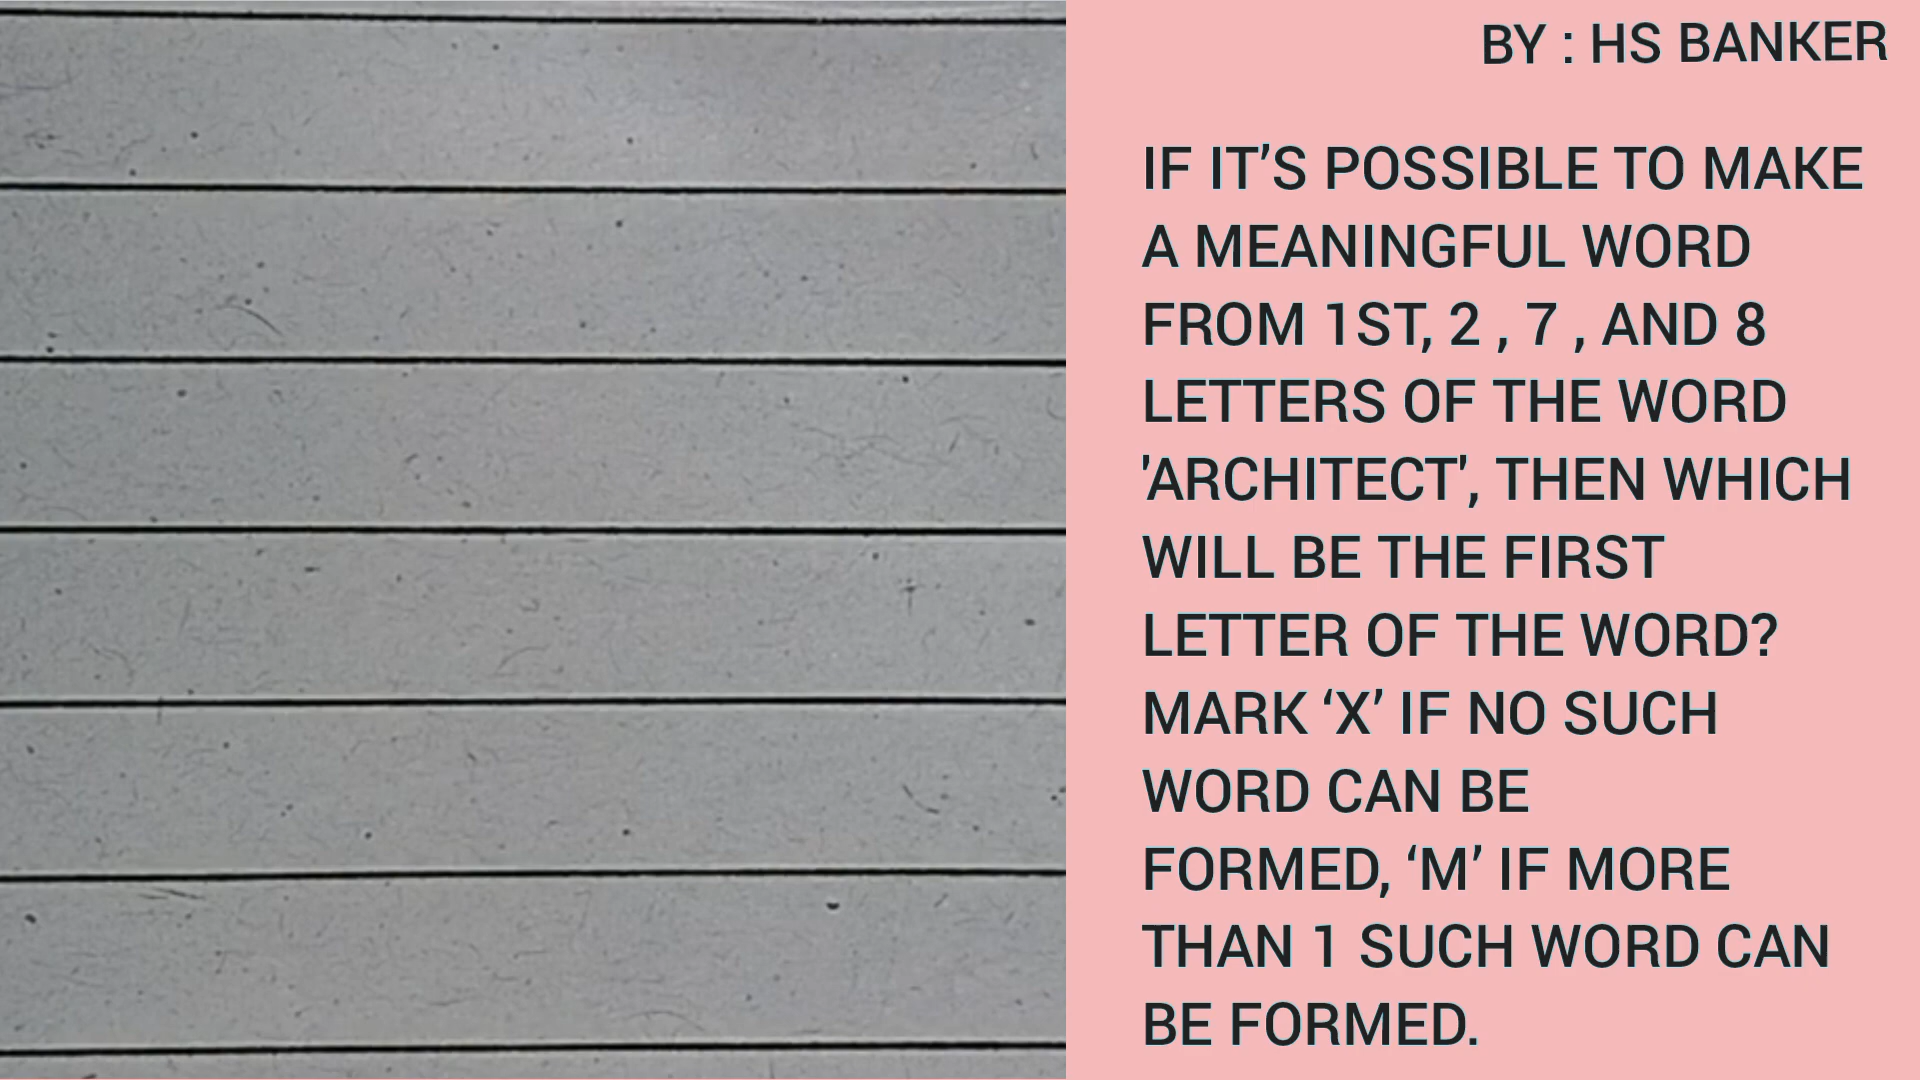 BY : HS BANKER
IF IT’S POSSIBLE TO MAKE
A MEANINGFUL WORD
FROM 1ST, 2 , 7 , AND 8
LETTERS OF THE WORD
'ARCHITECT', THEN WHICH
WILL BE THE FIRST
LETTER OF THE WORD?
MARK ‘X’ IF NO SUCH
WORD CAN BE
FORMED, ‘M’ IF MORE
THAN 1 SUCH WORD CAN
BE FORMED.